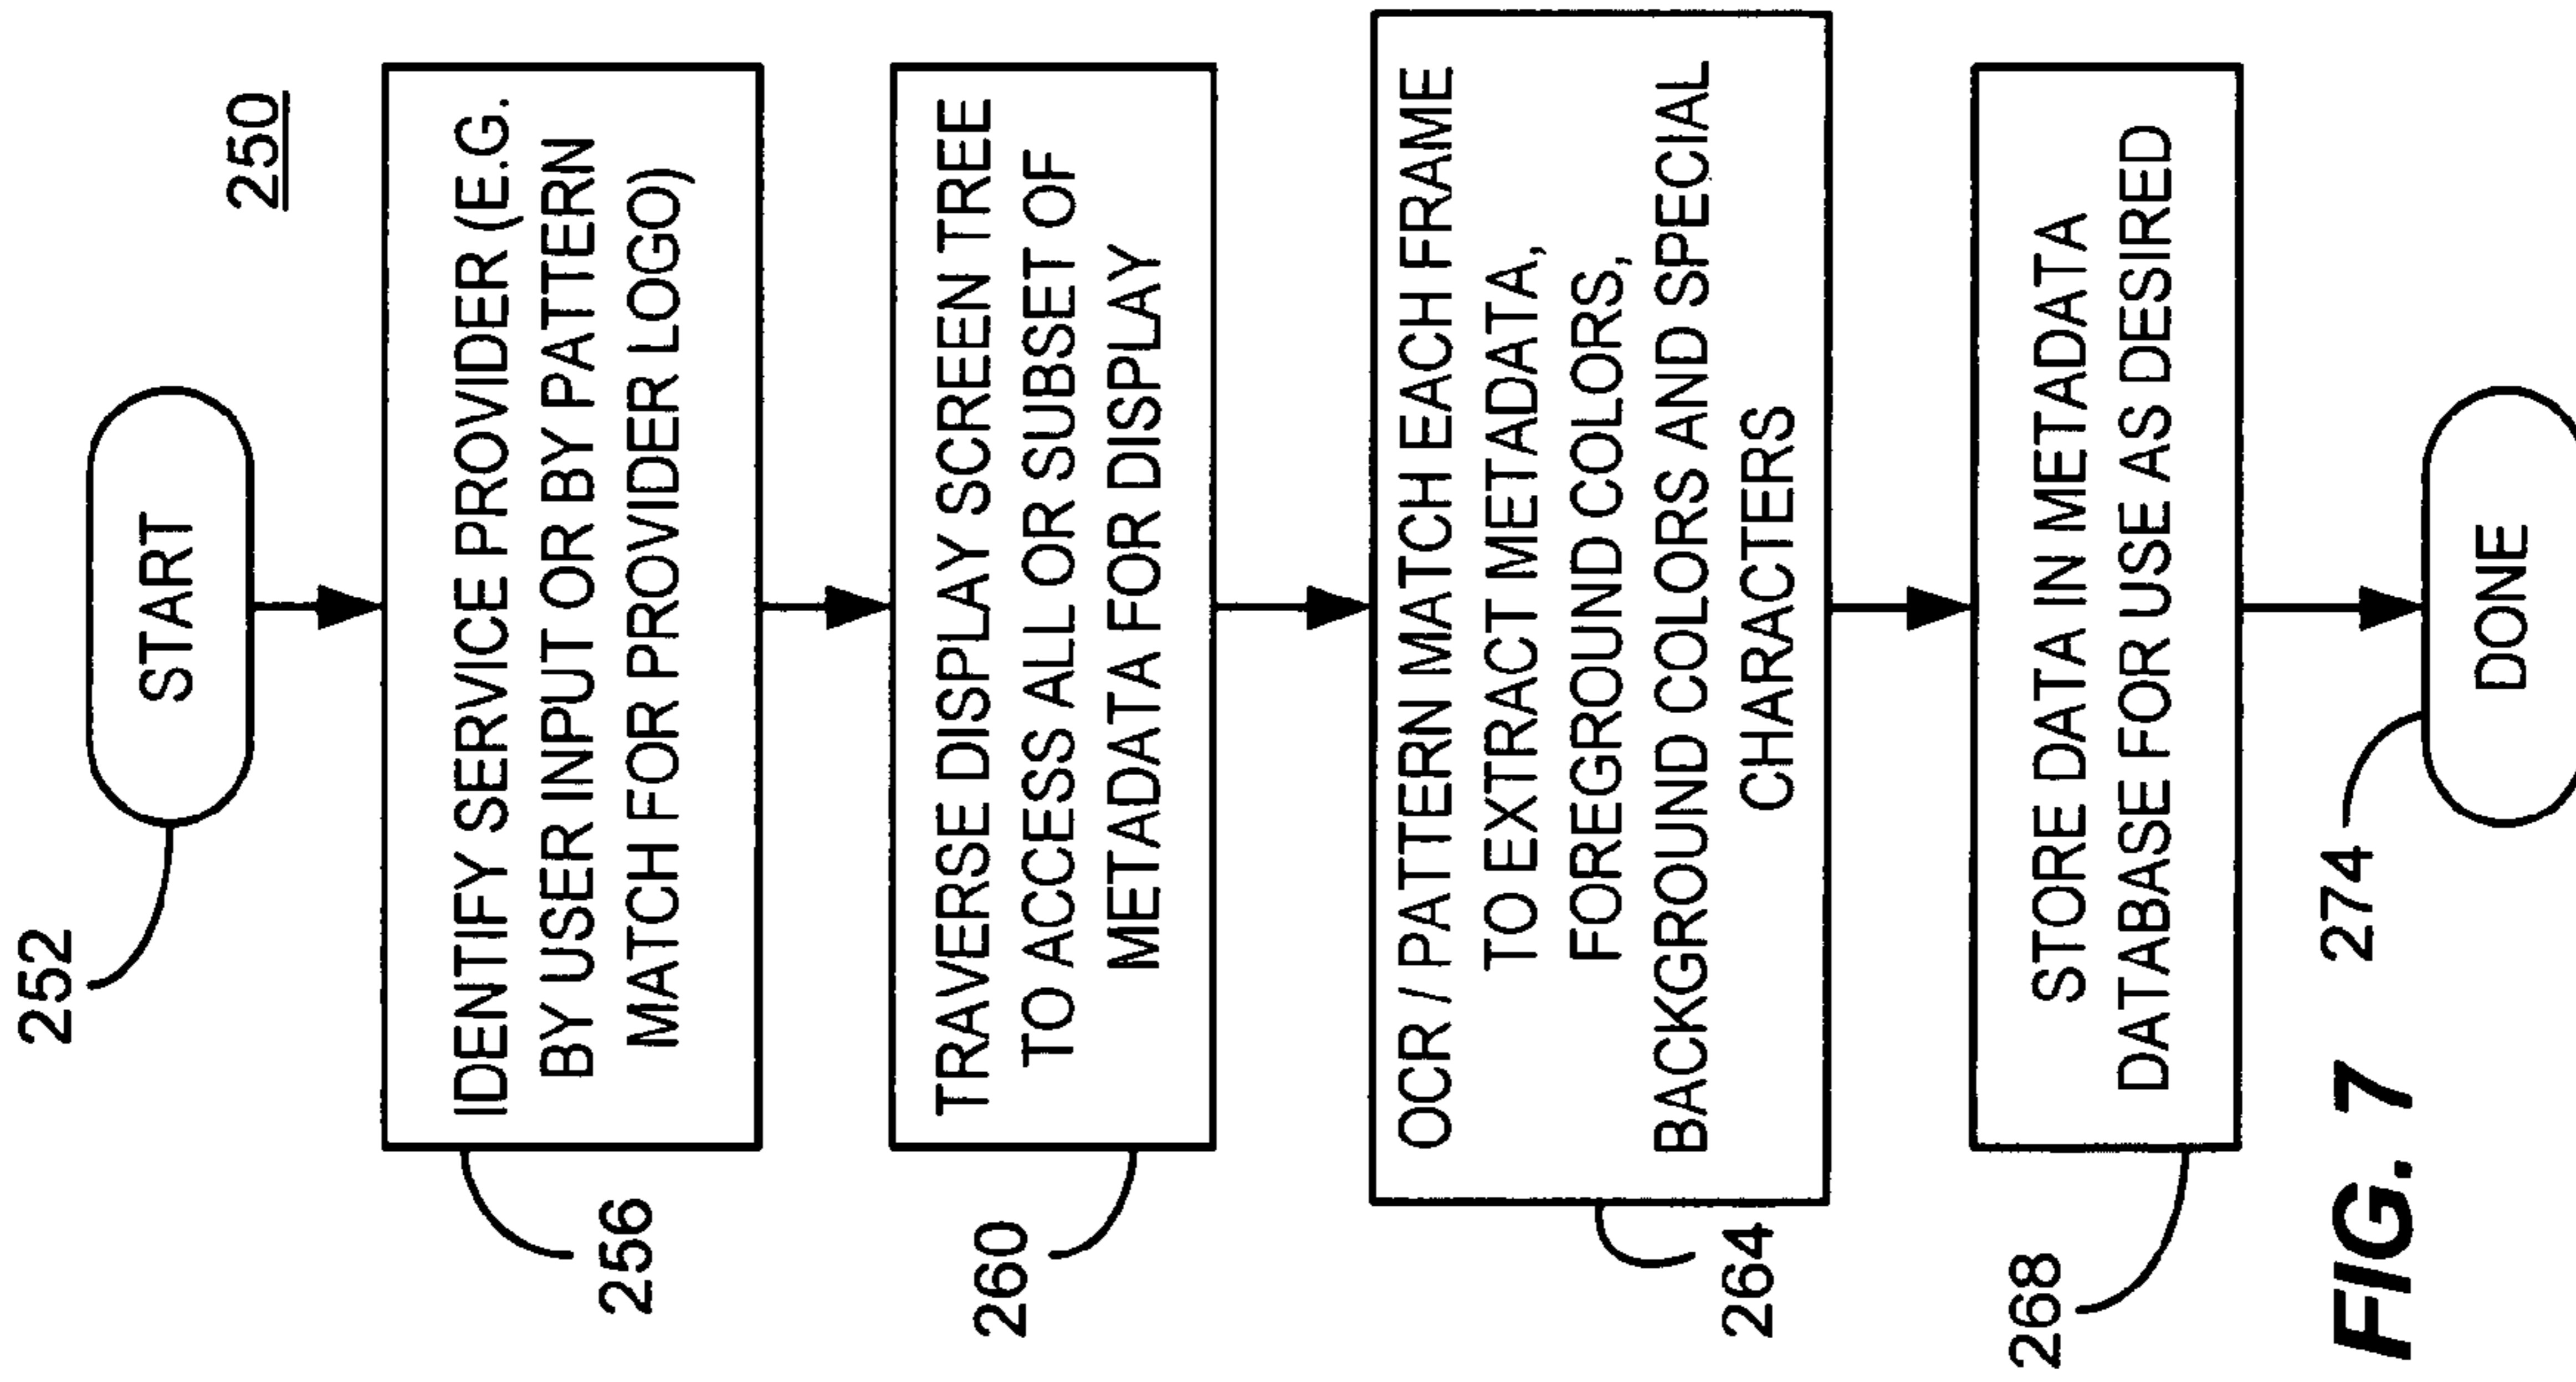 250
252
START
IDENTIFY SERVICE PROVIDER (E.G.
BY USER INPUT OR BY PATTERN
MATCH FOR PROVIDER LOGO)
256
TRAVERSE DISPLAY SCREEN TREE
TO ACCESS ALL OR SUBSET OF
METADATA FOR DISPLAY
260
OCR / PATTERN MATCH EACH FRAME
TO EXTRACT METADATA,
FOREGROUND COLORS,
BACKGROUND COLORS AND SPECIAL
CHARACTERS
264
STORE DATA IN METADATA
DATABASE FOR USE AS DESIRED
268
274
DONE
FIG. 7